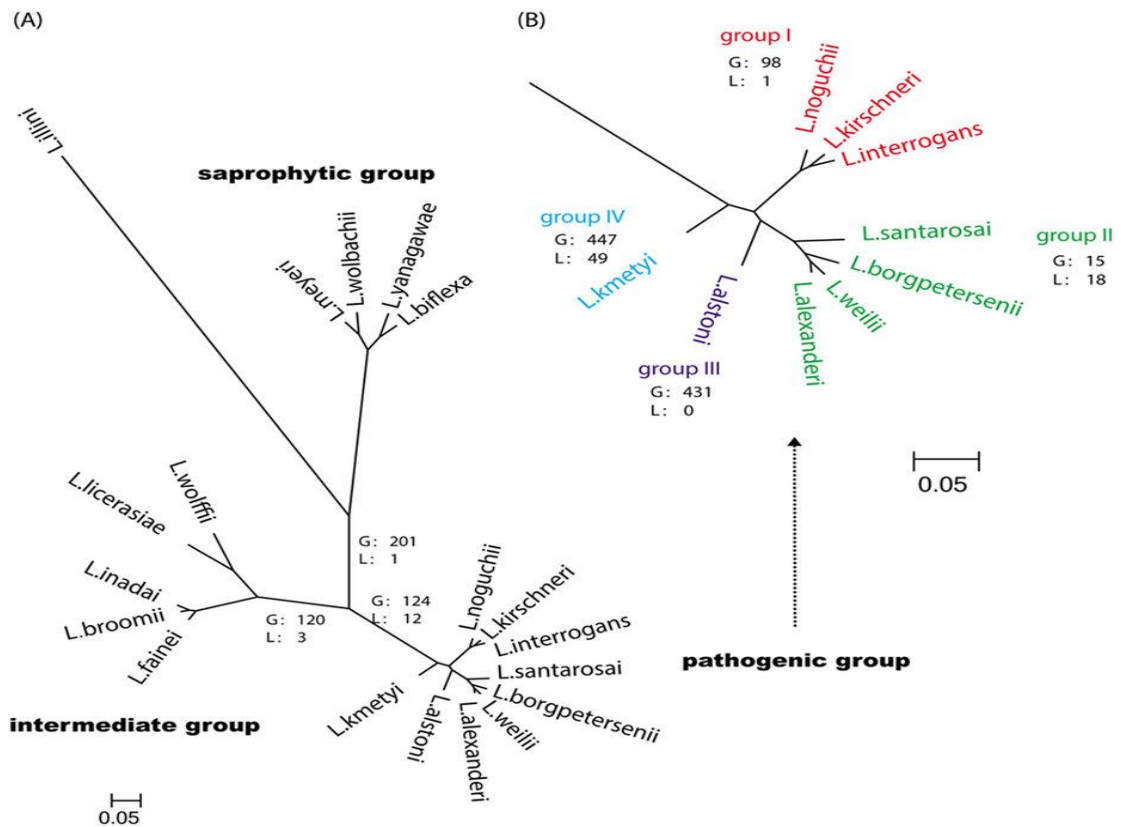 (A)
L.illini
saprophytic group
L.meyeri
L.wolbachii
L.yanagawae
L.biflexa
L.licerasiae
L.wolffii
L.inadai
L.broomii
L.fainei
intermediate group
G: 201
L: 1
G: 120
L: 3
G: 124
L: 12
L.noguchii
L.kirschneri
L.interrogans
L.santarosai
L.borgpetersenii
L.weilii
L.alexanderi
L.alstoni
L.kmetyi
0.05
(B)
group I
G: 98
L: 1
L.noguchii
L.kirschneri
L.interrogans
group IV
G: 447
L: 49
L.kmetyi
L.santarosai
L.borgpetersenii
L.weilii
L.alexanderi
group II
G: 15
L: 18
L.alstoni
group III
G: 431
L: 0
0.05
pathogenic group